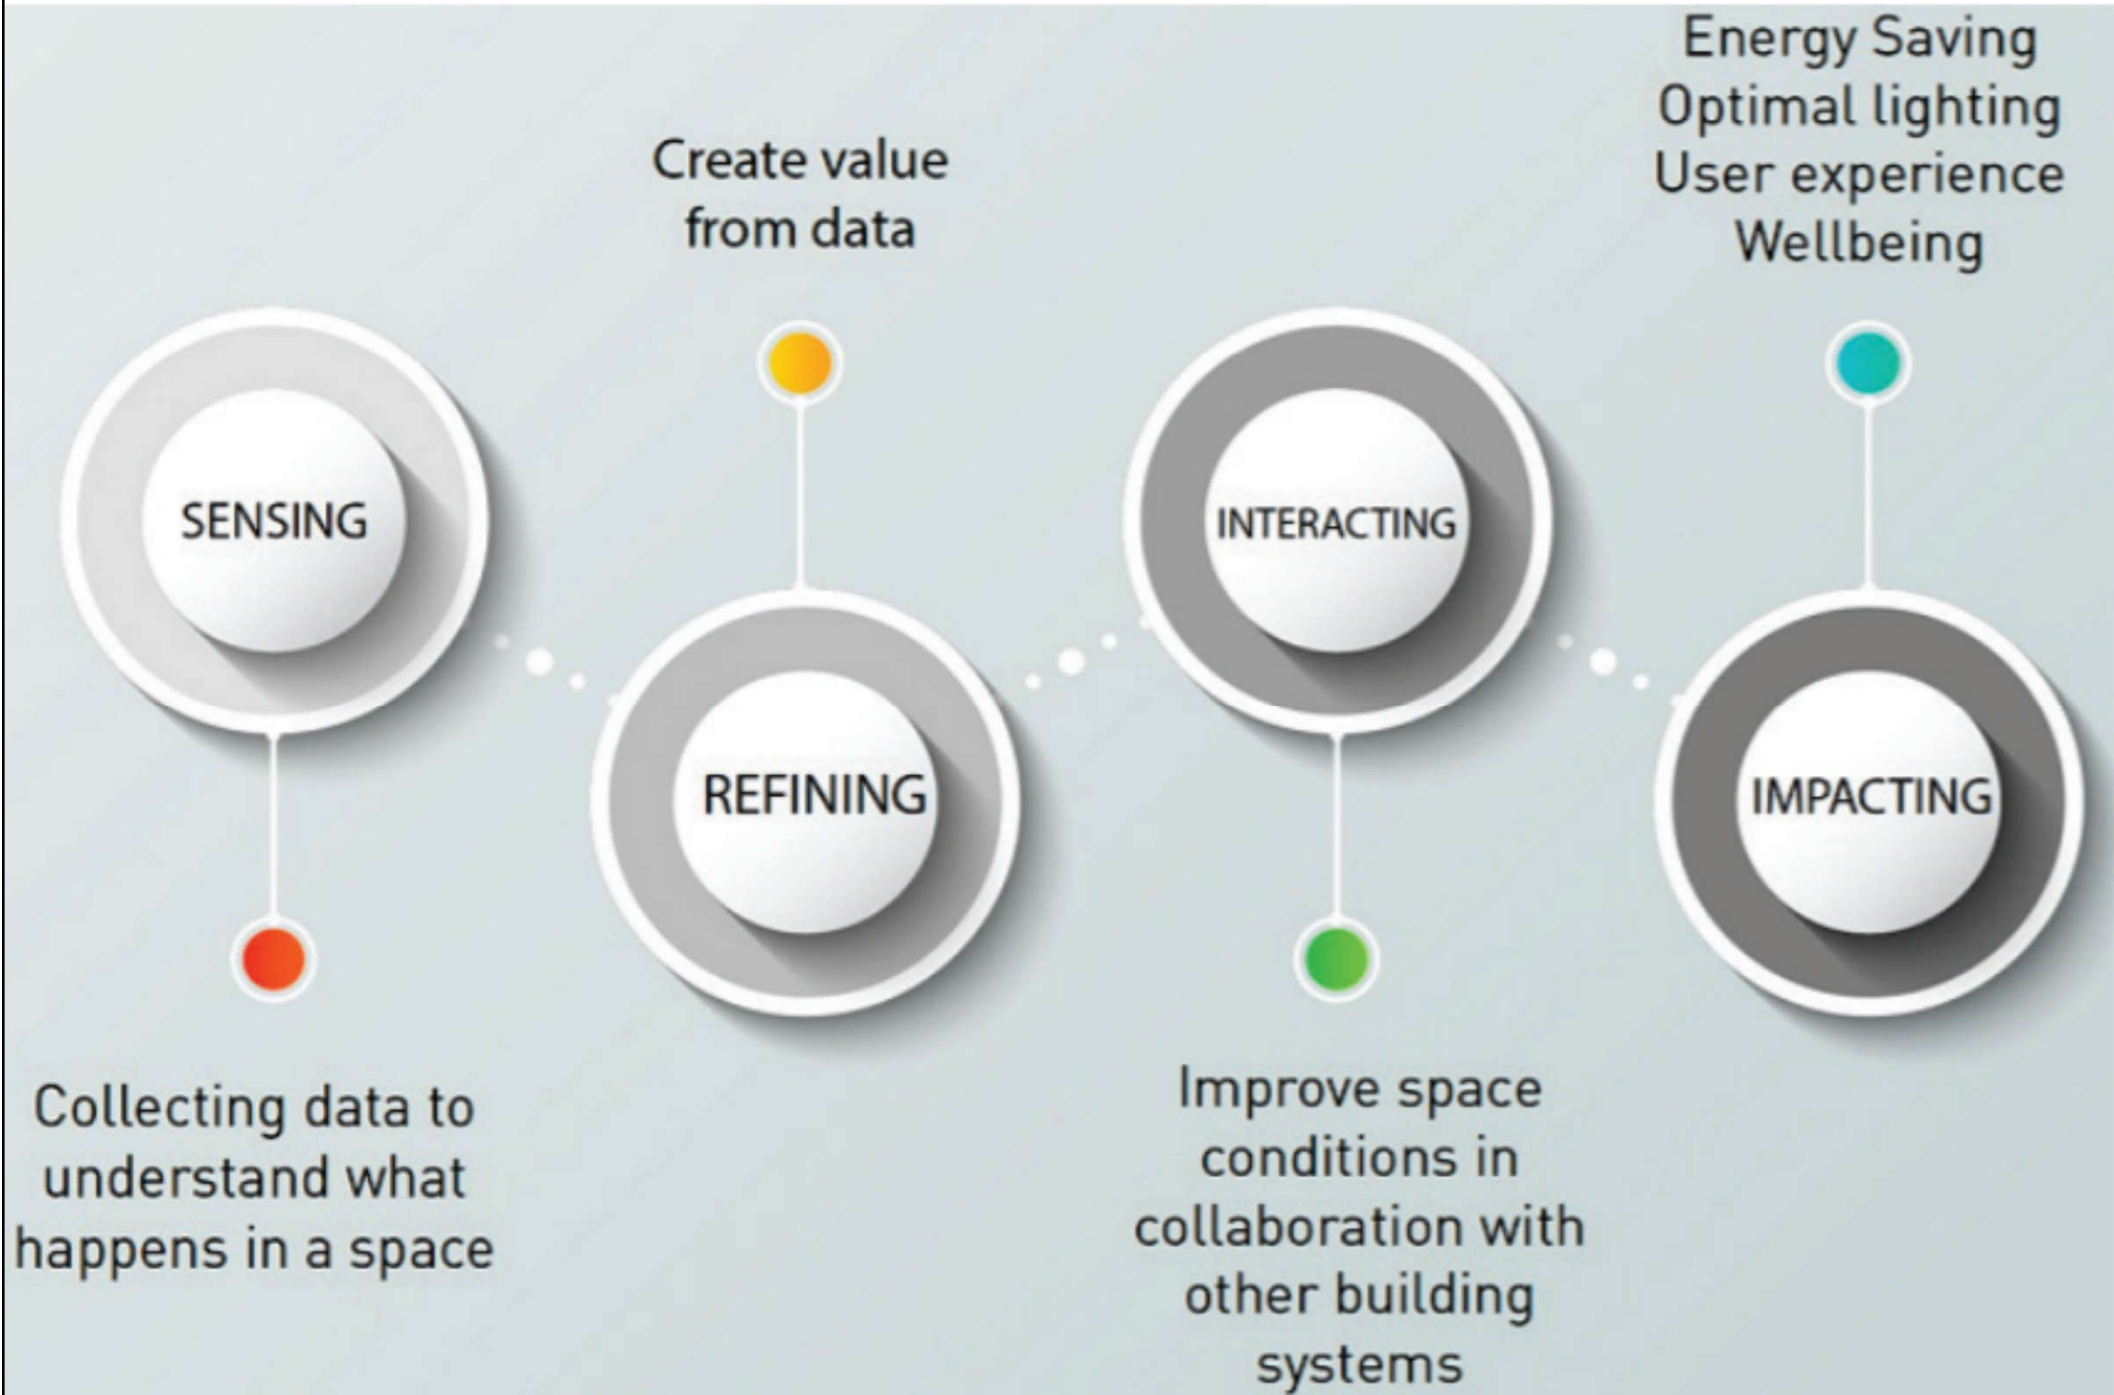 SENSING
Collecting data to
understand what
happens in a space
Create value
from data
REFINING
INTERACTING
Improve space
conditions in
collaboration with
other building
systems
Energy Saving
Optimal lighting
User experience
Wellbeing
IMPACTING